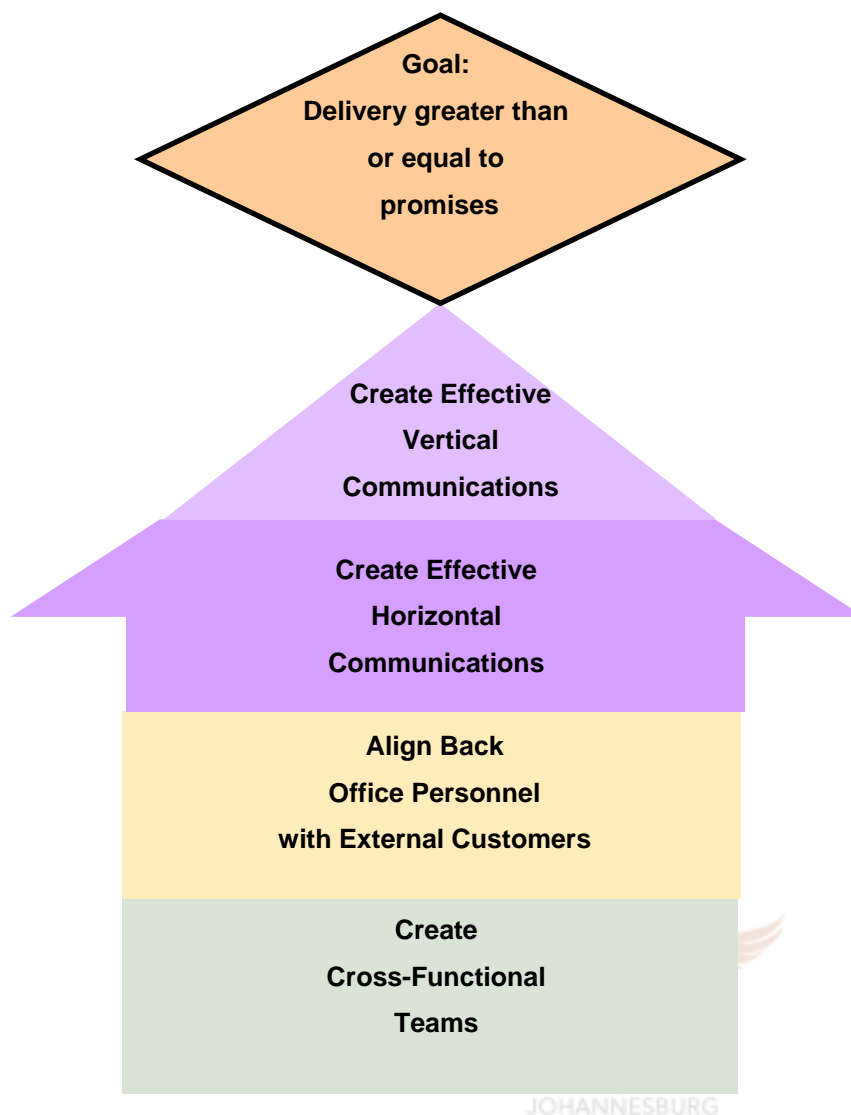 Goal:
Delivery greater than
or equal to
promises
Create Effective
Vertical
Communications
Create Effective
Horizontal
Communications
Align Back
Office Personnel
with External Customers
Create
Cross-Functional
Teams
JOHANNESBURG